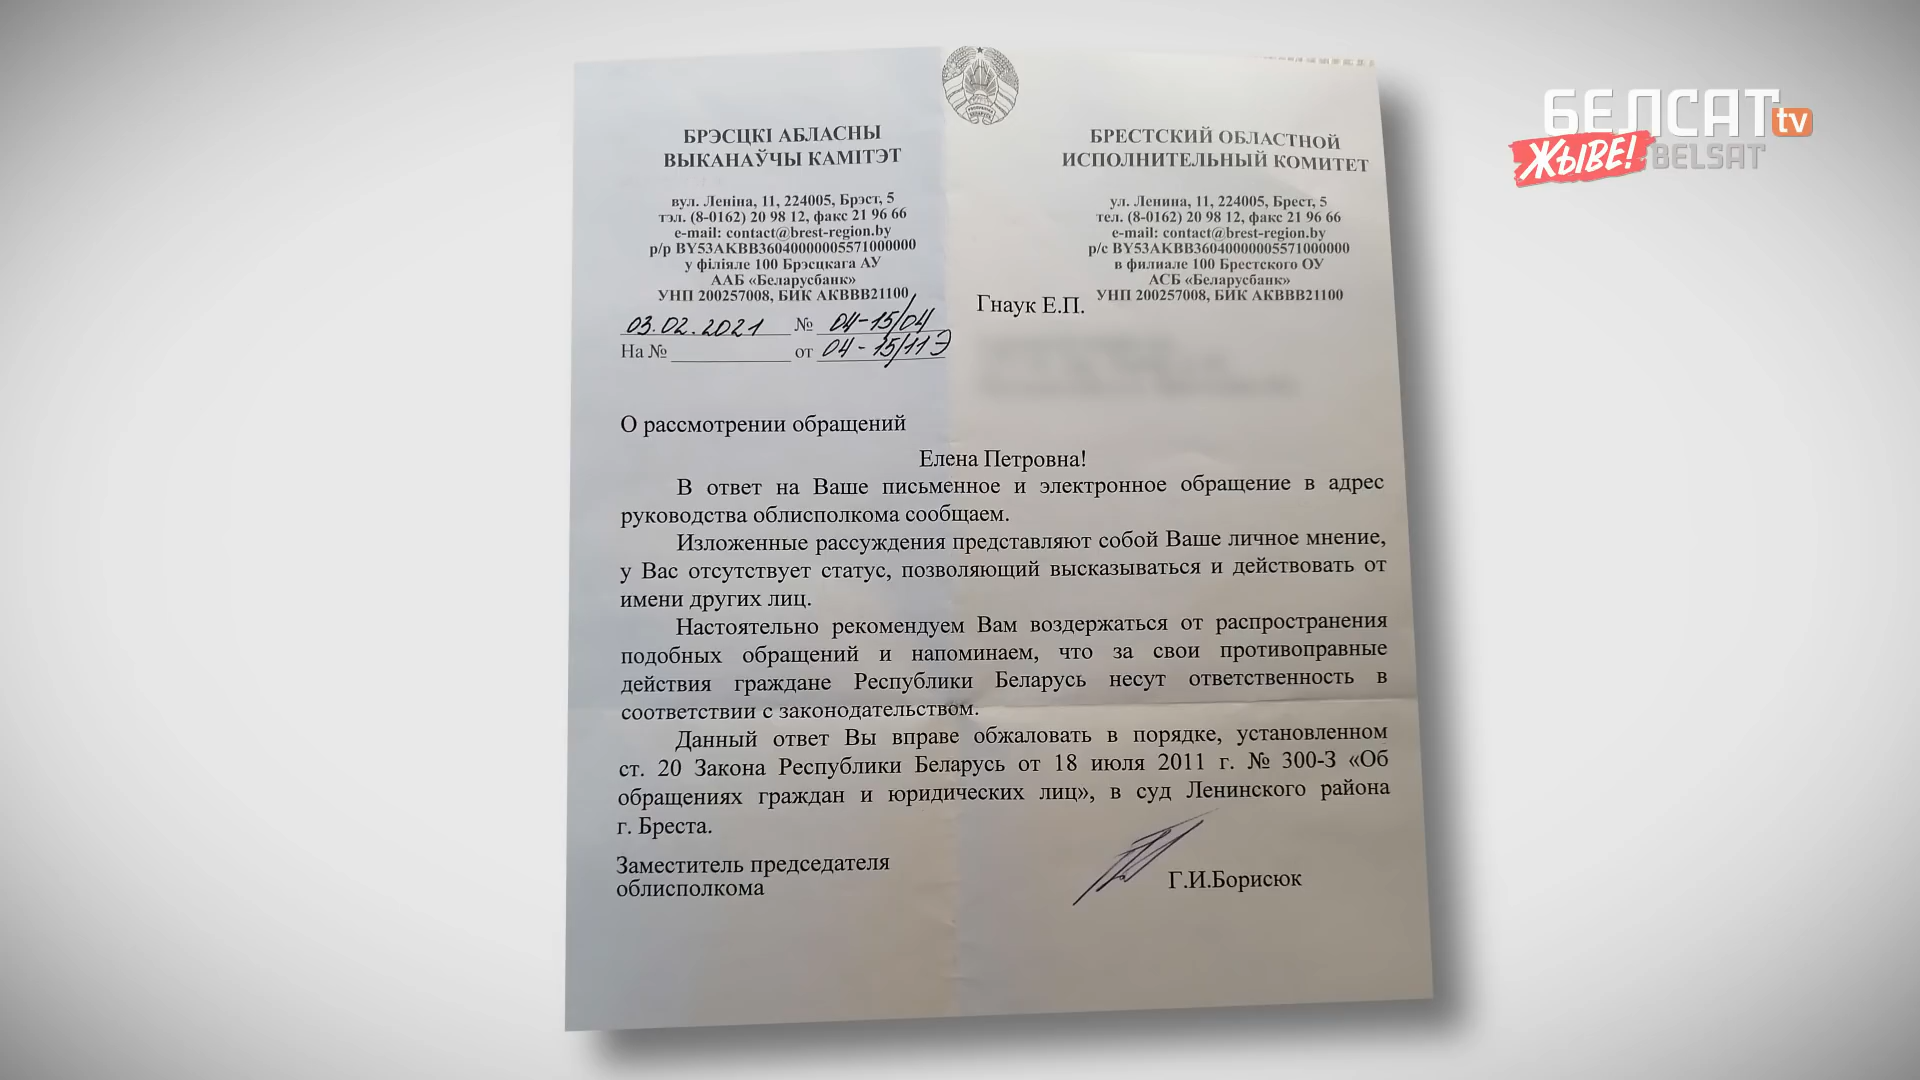 БРЭСЦКІ АБЛАСНЫ
ВЫКАНАЎЧЫ КАМІТЭТ
вул. Леніна, 11, 224005, Брэст, 5
тэл. (8-0162) 20 98 12, факс 21 96 66
e-mail: contact@brest-region.by
р/р BY53AKBB36040000005571000000
у філіяле 100 Брэсцкага АУ
ААБ «Беларусбанк»
УНП 200257008, БИК AKBBB21100
03.02.2021 № 04-15/04
На № от 04-15/11Э
БРЕСТСКИЙ ОБЛАСТНОЙ
ИСПОЛНИТЕЛЬНЫЙ КОМИТЕТ
ул. Ленина, 11, 224005, Брест, 5
тел. (8-0162) 20 98 12, факс 21 96 66
e-mail: contact@brest-region.by
р/с BY53AKBB36040000005571000000
в филиале 100 Брестского ОУ
АСБ «Беларусбанк»
УНП 200257008, БИК AKBBB21100
Гнаук Е.П.
О рассмотрении обращений
Елена Петровна!
В ответ на Ваше письменное и электронное обращение в адрес
руководства облисполкома сообщаем.
Изложенные рассуждения представляют собой Ваше личное мнение,
у Вас отсутствует статус, позволяющий высказываться и действовать от
имени других лиц.
Настоятельно рекомендуем Вам воздержаться от распространения
подобных обращений и напоминаем, что за свои противоправные
действия граждане Республики Беларусь несут ответственность в
соответствии с законодательством.
Данный ответ Вы вправе обжаловать в порядке, установленном
ст. 20 Закона Республики Беларусь от 18 июля 2011 г. № 300-З «Об
обращениях граждан и юридических лиц», в суд Ленинского района
г. Бреста.
Заместитель председателя
облисполкома
Г.И.Борисюк
БЕЛСАТ tv
ЖЫВЕ! BELSAT